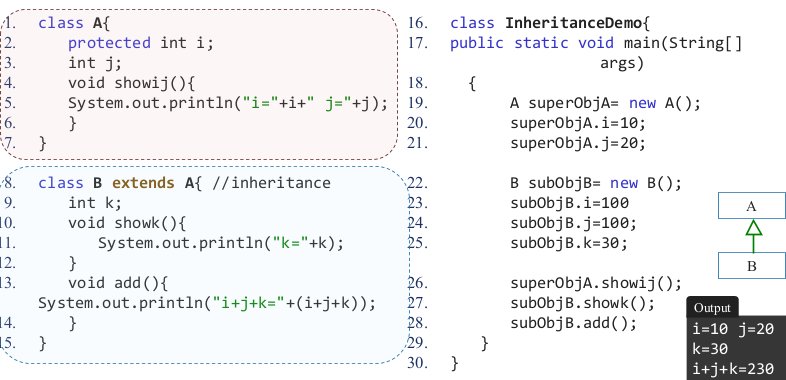 1. class A{
2. protected int i;
3. int j;
4. void showij(){
5. System.out.println("i="+i+" j="+j);
6. }
7. }
8. class B extends A{ //inheritance
9. int k;
10. void showk(){
11. System.out.println("k="+k);
12. }
13. void add(){
System.out.println("i+j+k="+(i+j+k));
14. }
15. }
16. class InheritanceDemo{
17. public static void main(String[]
args)
18. {
19. A superObjA= new A();
20. superObjA.i=10;
21. superObjA.j=20;
22. B subObjB= new B();
23. subObjB.i=100
24. subObjB.j=100;
25. subObjB.k=30;
26. superObjA.showij();
27. subObjB.showk();
28. subObjB.add();
29. }
30. }
A
B
Output
i=10 j=20
k=30
i+j+k=230